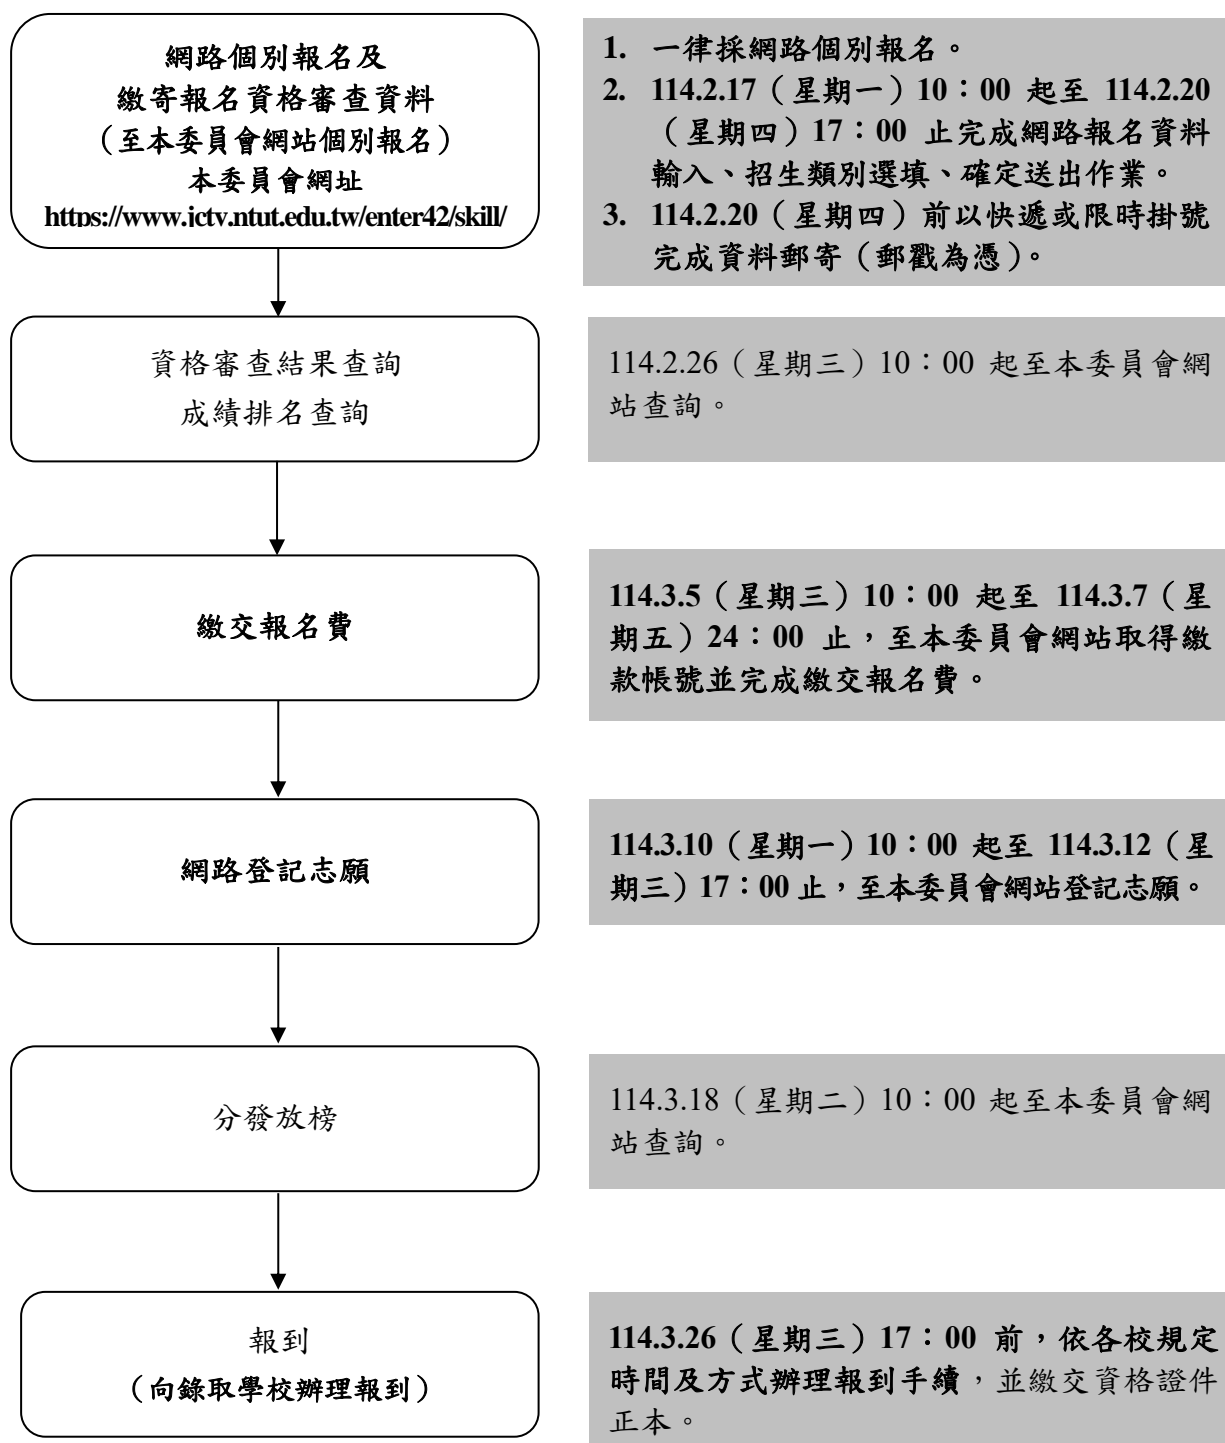 網路個別報名及
繳寄報名資格審查資料
（至本委員會網站個別報名）
本委員會網址
https://www.jctv.ntut.edu.tw/enter42/skill/
1. 一律採網路個別報名。
2. 114.2.17（星期一）10：00 起至 114.2.20
（星期四）17：00 止完成網路報名資料
輸入、招生類別選填、確定送出作業。
3. 114.2.20（星期四）前以快遞或限時掛號
完成資料郵寄（郵戳為憑）。
資格審查結果查詢
成績排名查詢
114.2.26（星期三）10：00 起至本委員會網
站查詢。
繳交報名費
114.3.5（星期三）10：00 起至 114.3.7（星
期五）24：00 止，至本委員會網站取得繳
款帳號並完成繳交報名費。
網路登記志願
114.3.10（星期一）10：00 起至 114.3.12（星
期三）17：00 止，至本委員會網站登記志願。
分發放榜
114.3.18（星期二）10：00 起至本委員會網
站查詢。
報到
（向錄取學校辦理報到）
114.3.26（星期三）17：00 前，依各校規定
時間及方式辦理報到手續，並繳交資格證件
正本。